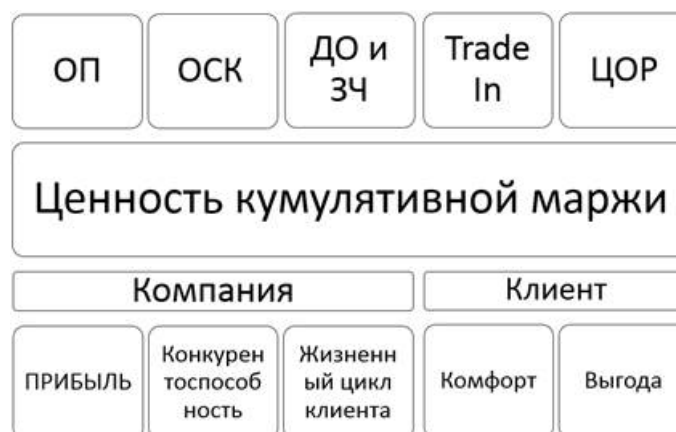 ОП
ОСК
ДО и
ЗЧ
Trade
In
ЦОР
Ценность кумулятивной маржи
Компания
Клиент
ПРИБЫЛЬ
Конкурен
тоспособ
ность
Жизненн
ый цикл
клиента
Комфорт
Выгода